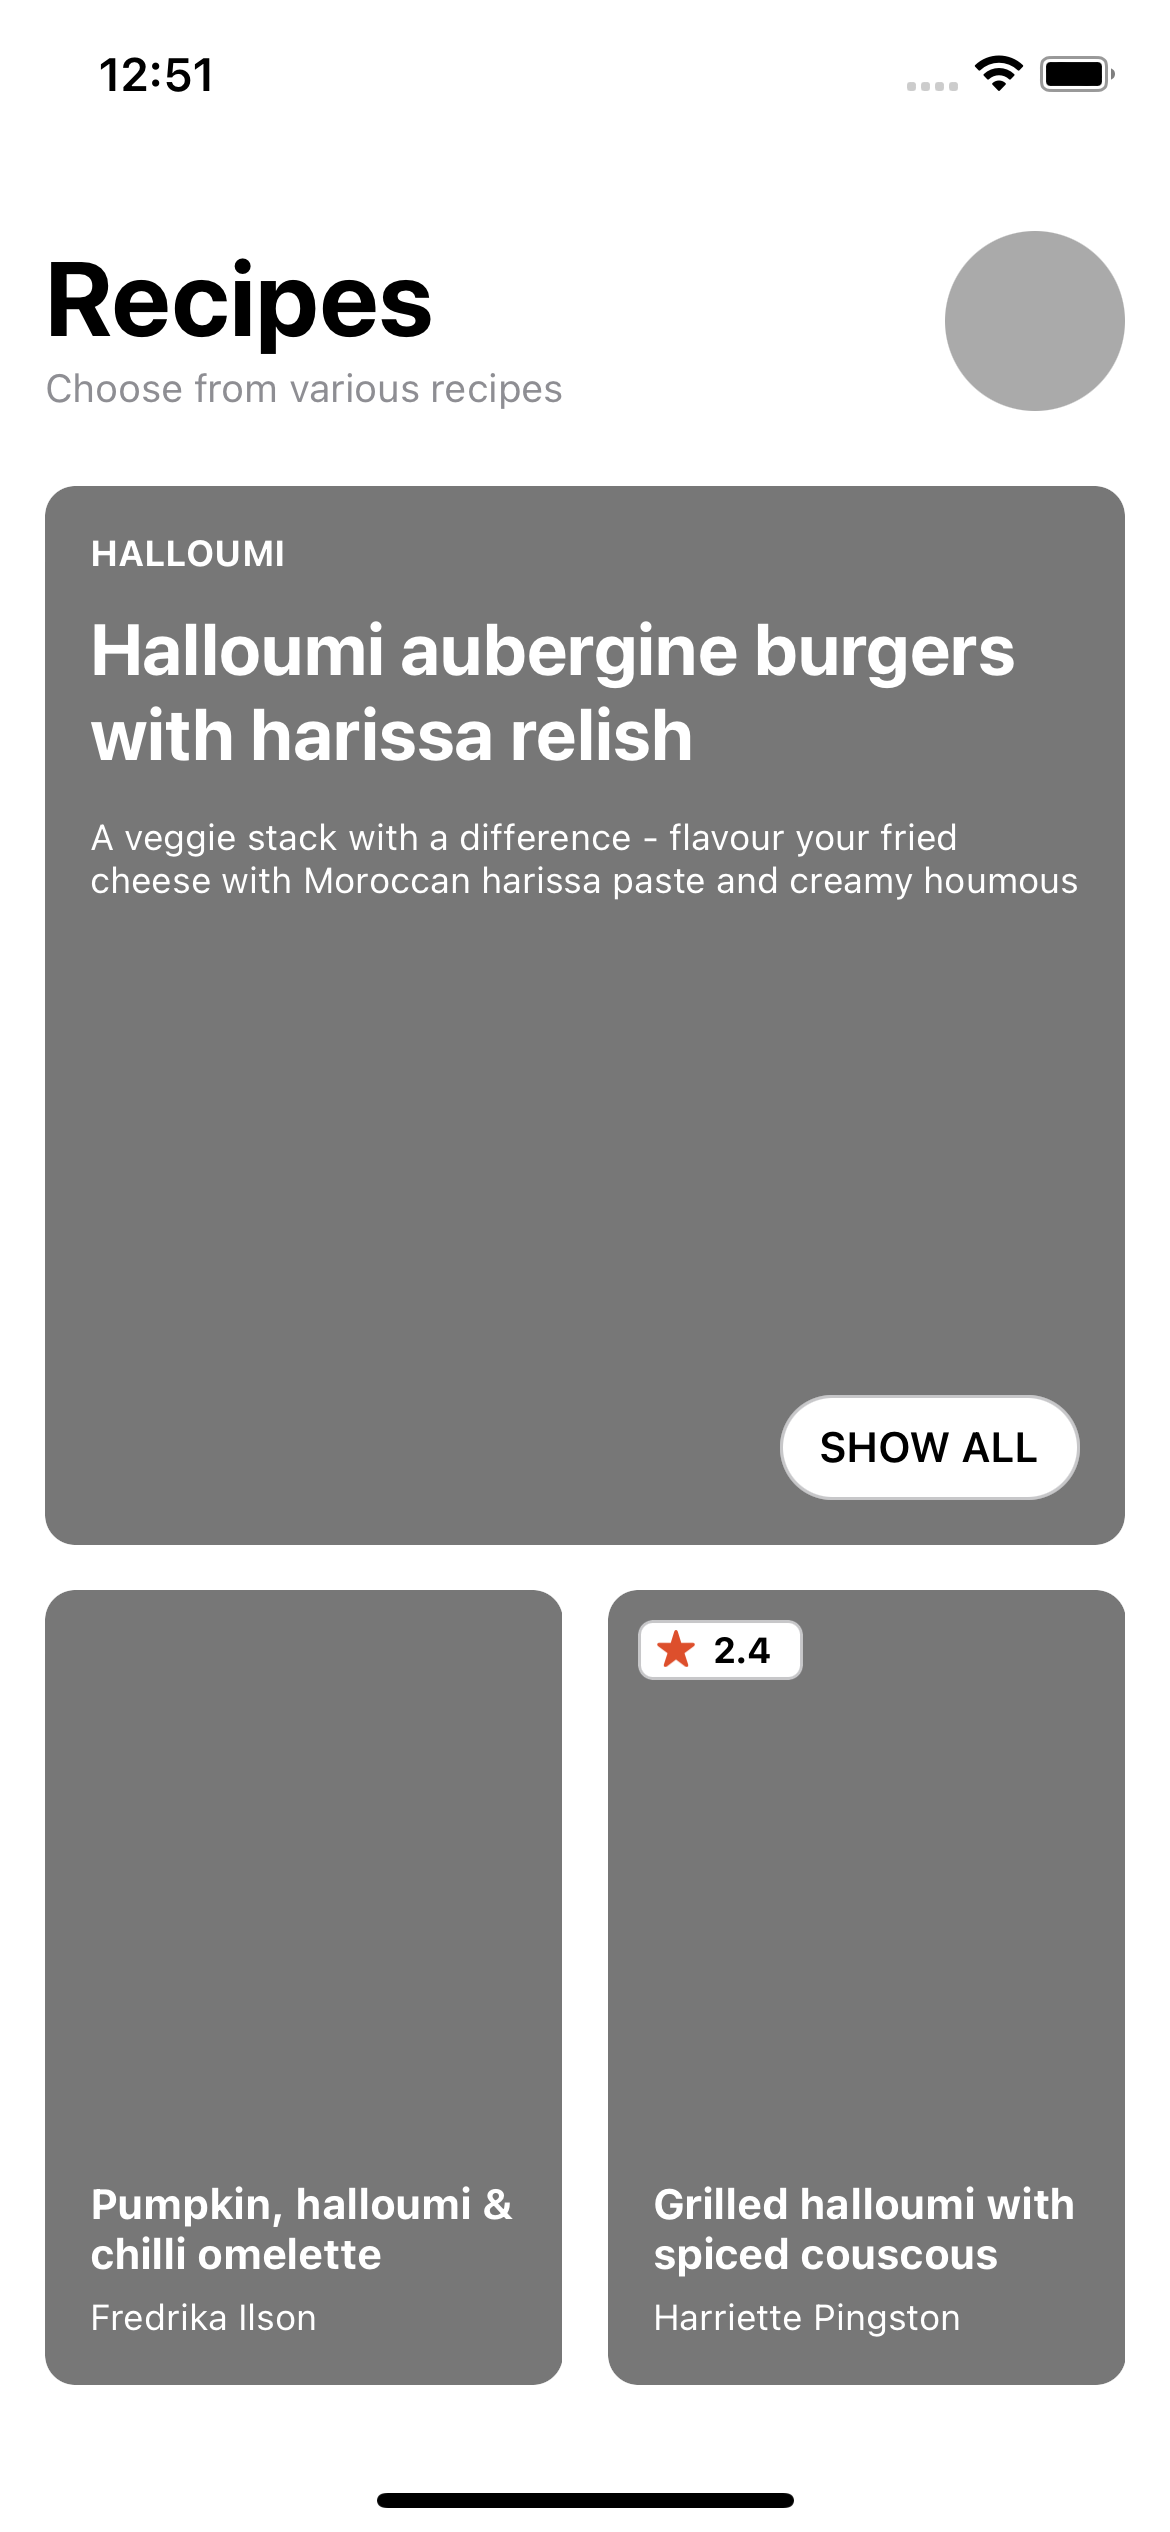 12:51
Recipes
Choose from various recipes
HALLOUMI
Halloumi aubergine burgers
with harissa relish
A veggie stack with a difference - flavour your fried
cheese with Moroccan harissa paste and creamy houmous
SHOW ALL
Pumpkin, halloumi &
chilli omelette
Fredrika Ilson
2.4
Grilled halloumi with
spiced couscous
Harriette Pingston